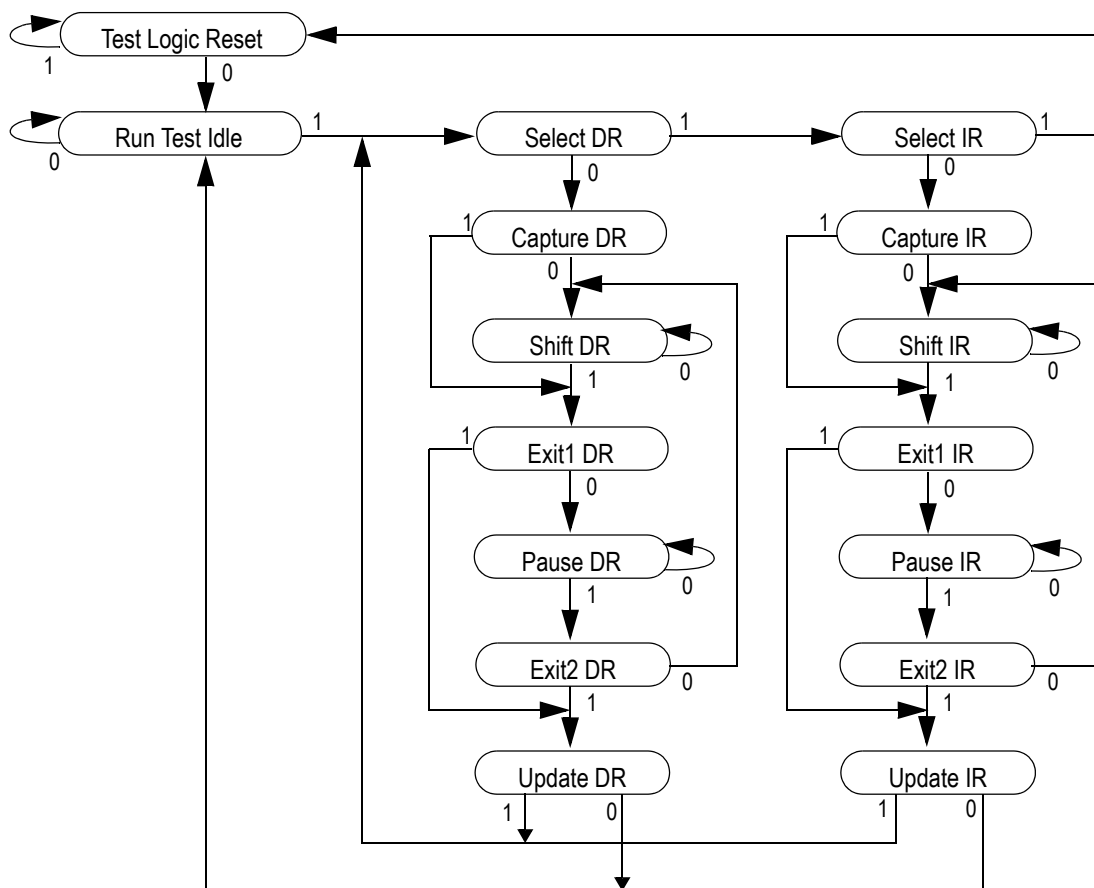 Test Logic Reset
1
0
Run Test Idle
0
1
Select DR
1
0
Select IR
1
0
1
Capture DR
0
1
Capture IR
0
Shift DR
0
1
Shift IR
0
1
1
Exit1 DR
0
1
Exit1 IR
0
Pause DR
0
1
Pause IR
0
1
Exit2 DR
0
1
Exit2 IR
0
1
Update DR
1
0
Update IR
1
0